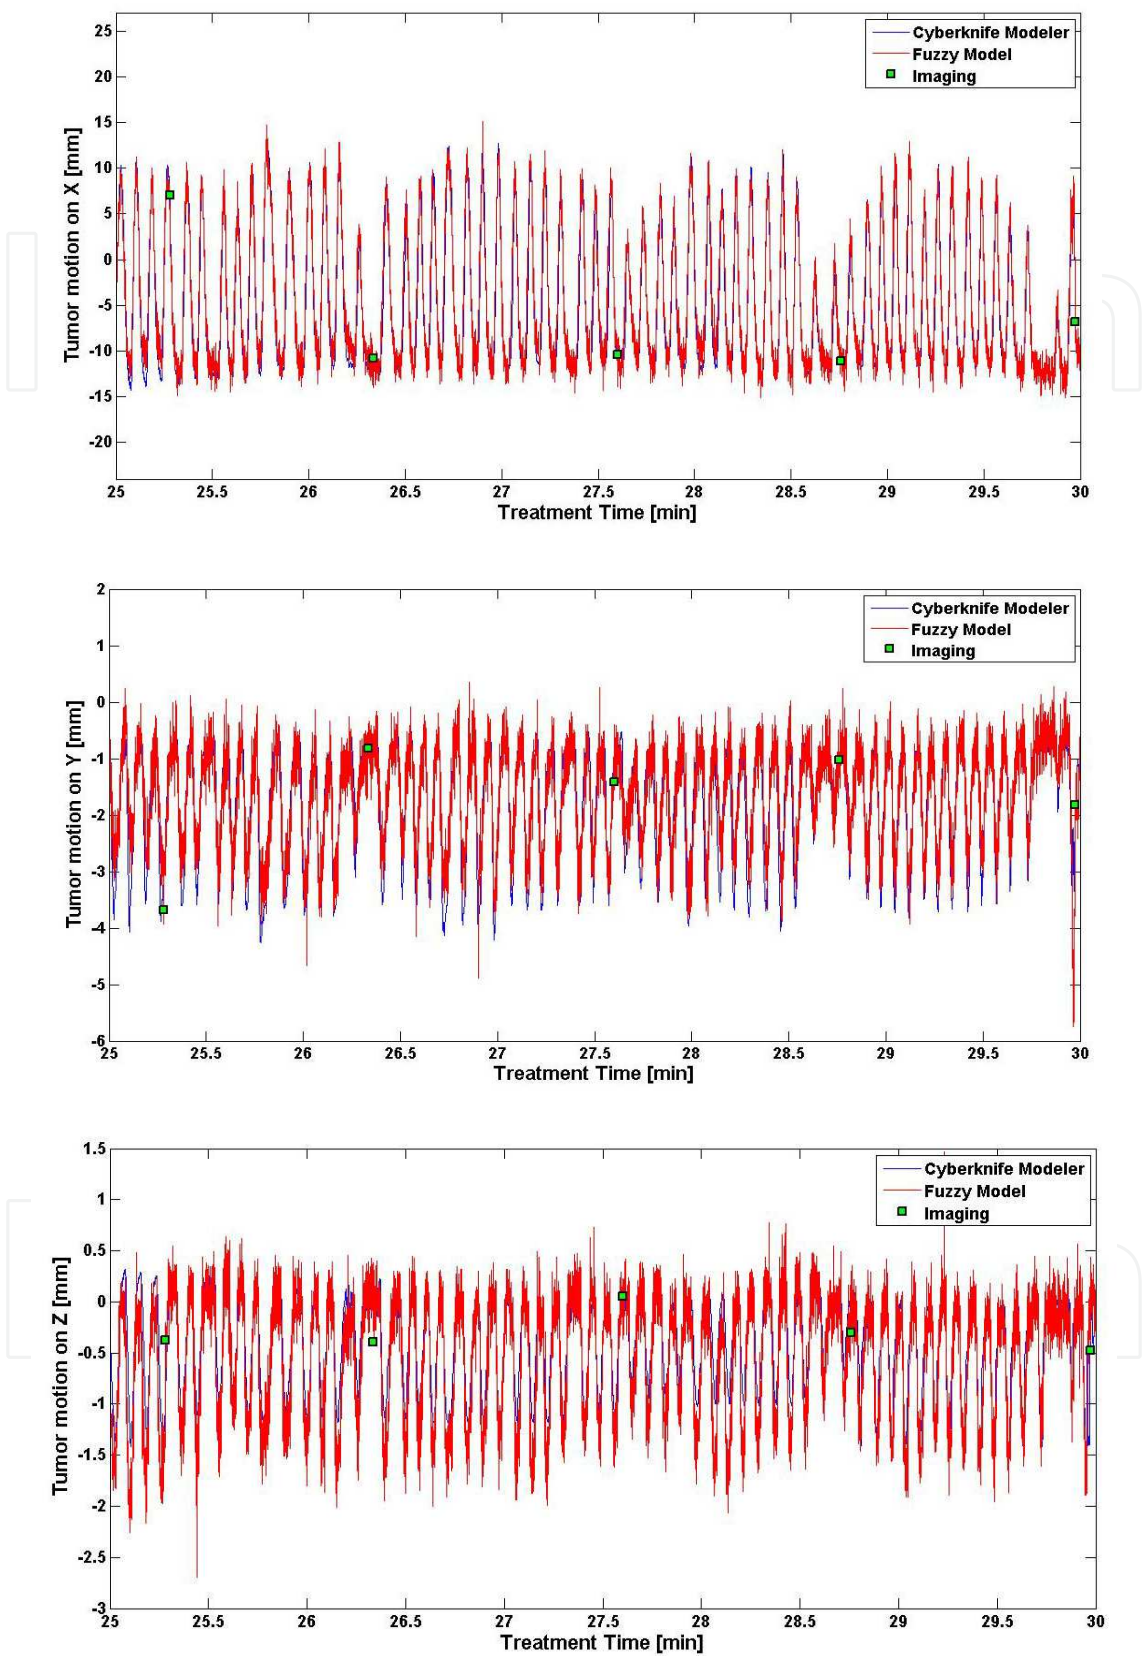 Cyberknife Modeler
Fuzzy Model
Imaging
25
20
15
10
5
0
-5
-10
-15
-20
Tumor motion on X [mm]
25 25.5 26 26.5 27 27.5 28 28.5 29 29.5 30
Treatment Time [min]
Cyberknife Modeler
Fuzzy Model
Imaging
2
1
0
-1
-2
-3
-4
-5
-6
Tumor motion on Y [mm]
25 25.5 26 26.5 27 27.5 28 28.5 29 29.5 30
Treatment Time [min]
Cyberknife Modeler
Fuzzy Model
Imaging
1.5
1
0.5
0
-0.5
-1
-1.5
-2
-2.5
-3
Tumor motion on Z [mm]
25 25.5 26 26.5 27 27.5 28 28.5 29 29.5 30
Treatment Time [min]